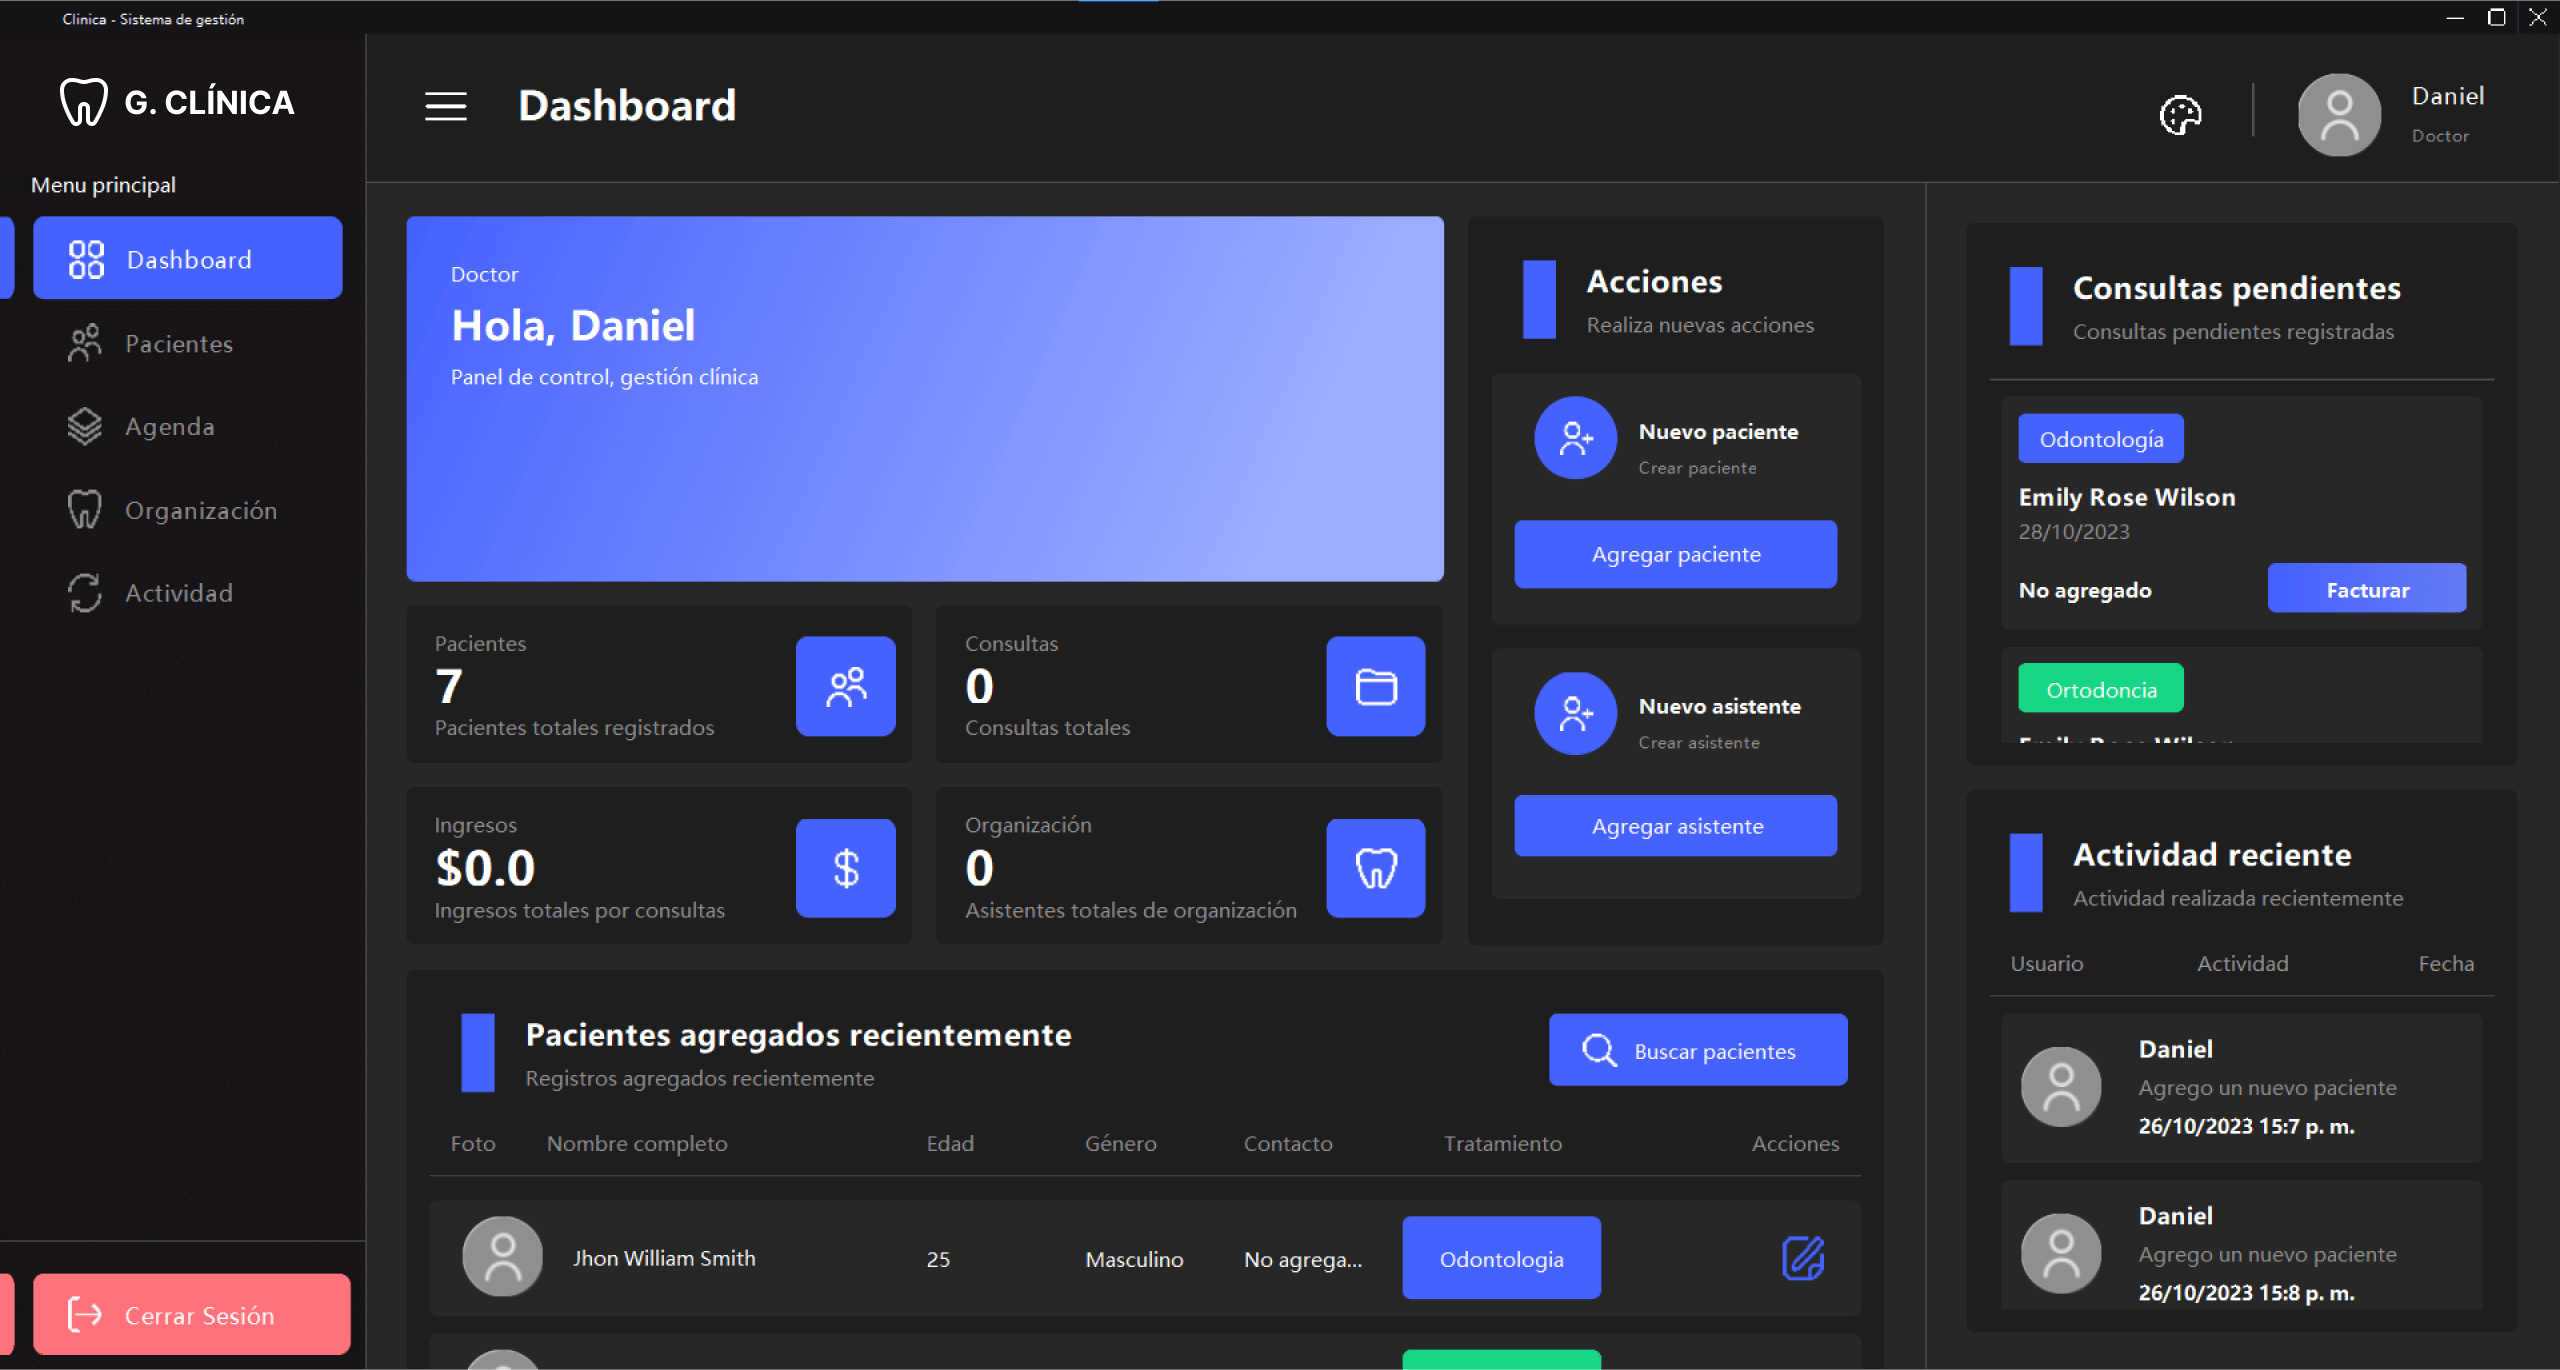 Clinica - Sistema de gestión
G. CLÍNICA
Menu principal
Dashboard
Pacientes
Agenda
Organización
Actividad
Cerrar Sesión
Dashboard
Daniel
Doctor
Doctor
Hola, Daniel
Panel de control, gestión clínica
Pacientes
7
Pacientes totales registrados
Consultas
0
Consultas totales
Ingresos
$0.0
Ingresos totales por consultas
Organización
0
Asistentes totales de organización
Acciones
Realiza nuevas acciones
Nuevo paciente
Crear paciente
Agregar paciente
Nuevo asistente
Crear asistente
Agregar asistente
Pacientes agregados recientemente
Registros agregados recientemente
Buscar pacientes
Foto Nombre completo Edad Género Contacto Tratamiento Acciones
Jhon William Smith 25 Masculino No agrega... Odontologia
Consultas pendientes
Consultas pendientes registradas
Odontología
Emily Rose Wilson
28/10/2023
No agregado Facturar
Ortodoncia
Emily Rose Wilson
Actividad reciente
Actividad realizada recientemente
Usuario Actividad Fecha
Daniel
Agrego un nuevo paciente
26/10/2023 15:7 p. m.
Daniel
Agrego un nuevo paciente
26/10/2023 15:8 p. m.